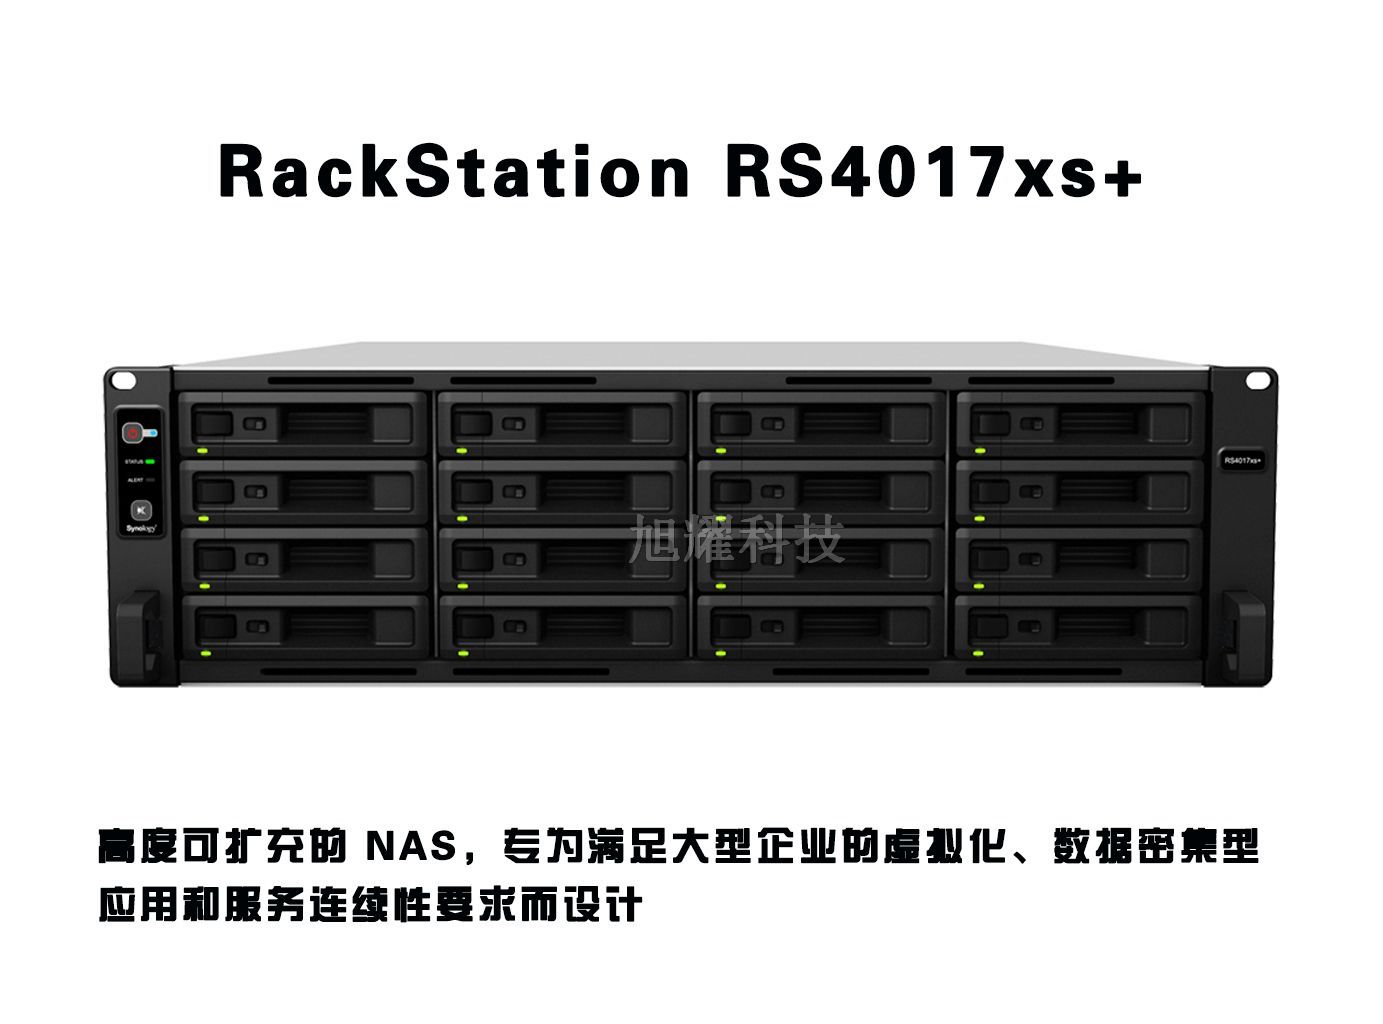 RackStation RS4017xs+
STATUS
ALERT
Synology
RS4017xs+
旭耀科技
高度可扩充的 NAS，专为满足大型企业的虚拟化、数据密集型
应用和服务连续性要求而设计